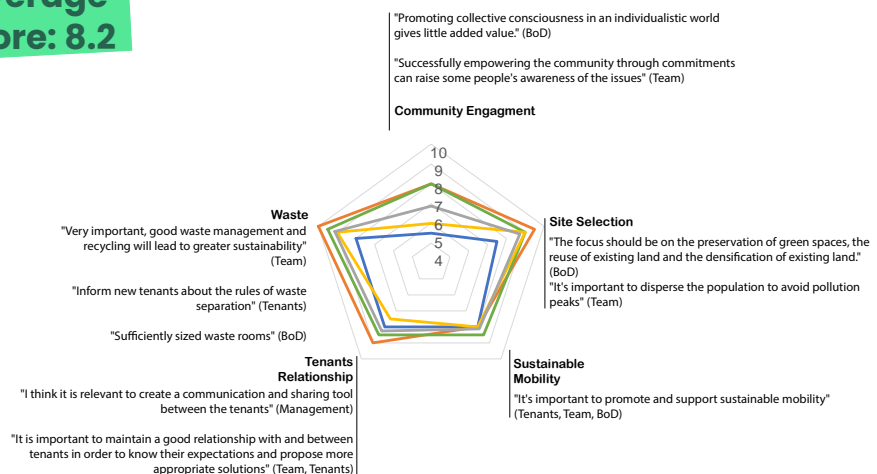 ore: 8.2
"Promoting collective consciousness in an individualistic world
gives little added value." (BoD)
"Successfully empowering the community through commitments
can raise some people's awareness of the issues" (Team)
Community Engagment
10
9
8
7
6
5
4
Waste
"Very important, good waste management and
recycling will lead to greater sustainability"
(Team)
"Inform new tenants about the rules of waste
separation" (Tenants)
"Sufficiently sized waste rooms" (BoD)
Site Selection
"The focus should be on the preservation of green spaces, the
reuse of existing land and the densification of existing land."
(BoD)
"It's important to disperse the population to avoid pollution
peaks" (Team)
Tenants
Relationship
"I think it is relevant to create a communication and sharing tool
between the tenants" (Management)
"It is important to maintain a good relationship with and between
tenants in order to know their expectations and propose more
appropriate solutions" (Team, Tenants)
Sustainable
Mobility
"It's important to promote and support sustainable mobility"
(Tenants, Team, BoD)